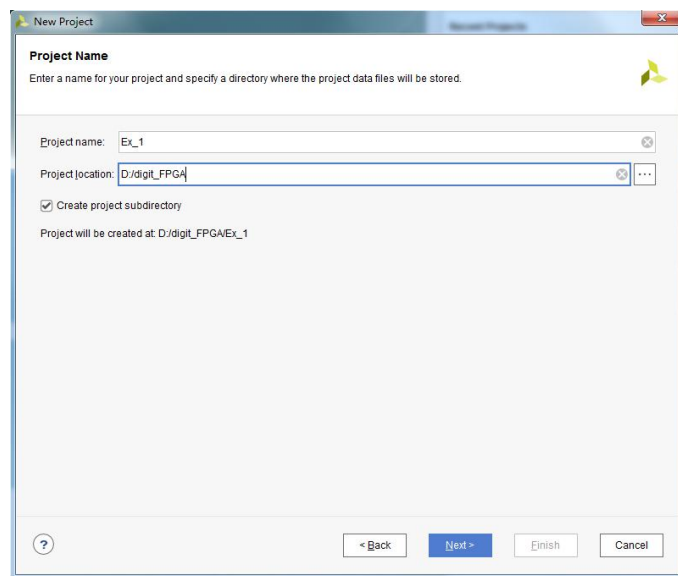 New Project
Recent Projects
Project Name
Enter a name for your project and specify a directory where the project data files will be stored.
Project name: Ex_1
Project location: D:/digit_FPGA
Create project subdirectory
Project will be created at: D:/digit_FPGA/Ex_1
? < Back Next > Finish Cancel